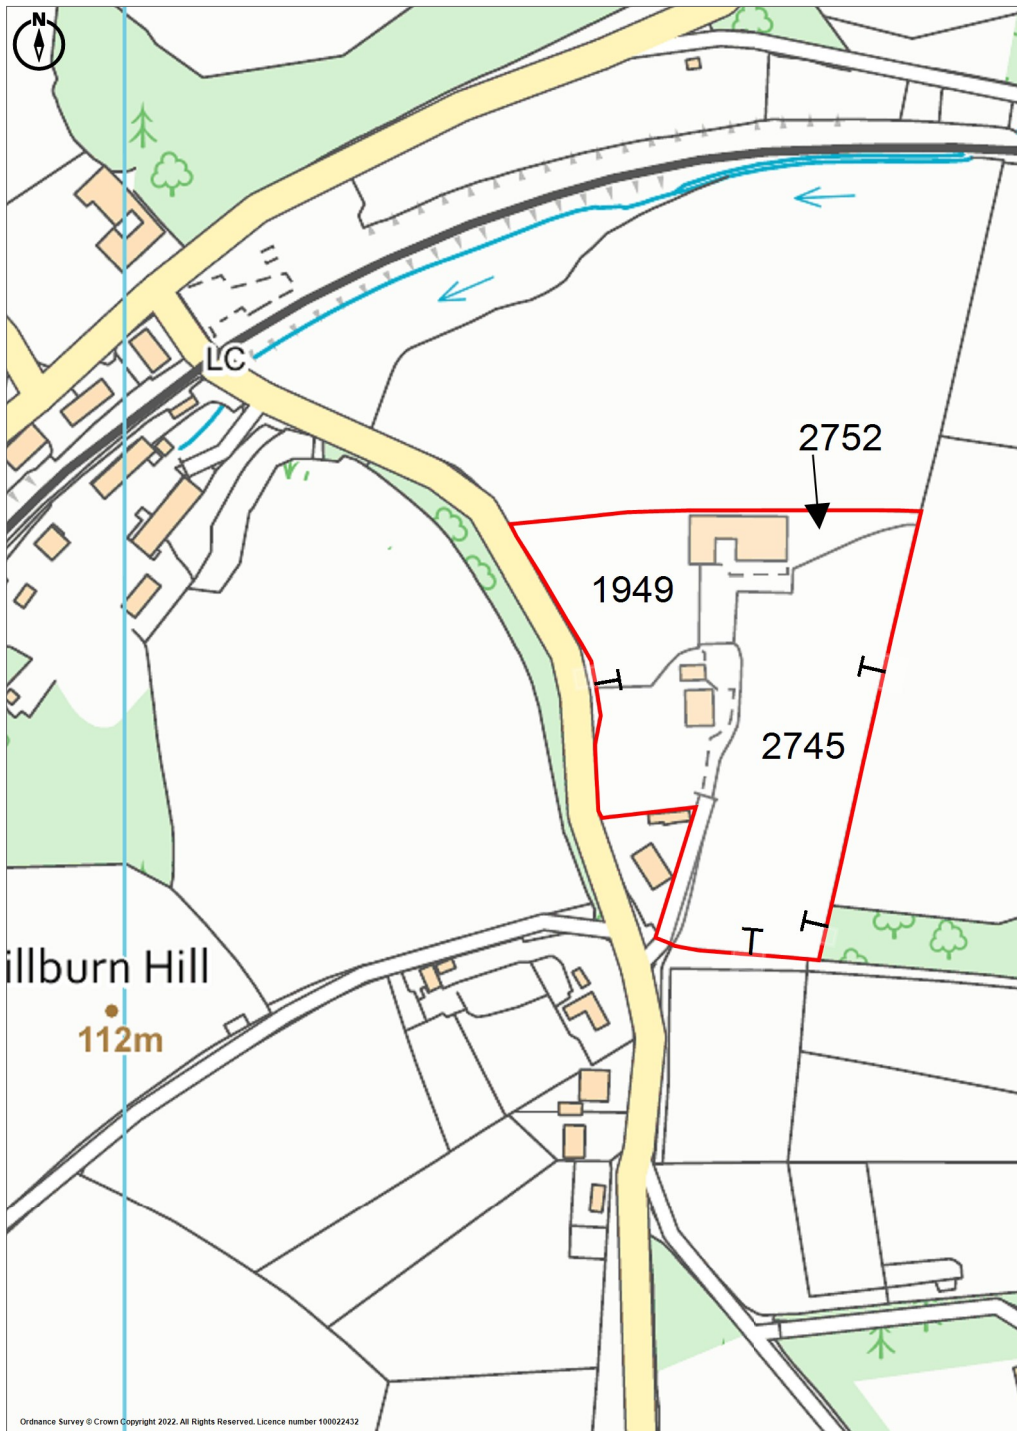 N
LC
2752
1949
2745
illburn Hill
112m
Ordnance Survey © Crown Copyright 2022. All Rights Reserved. Licence number 100022432